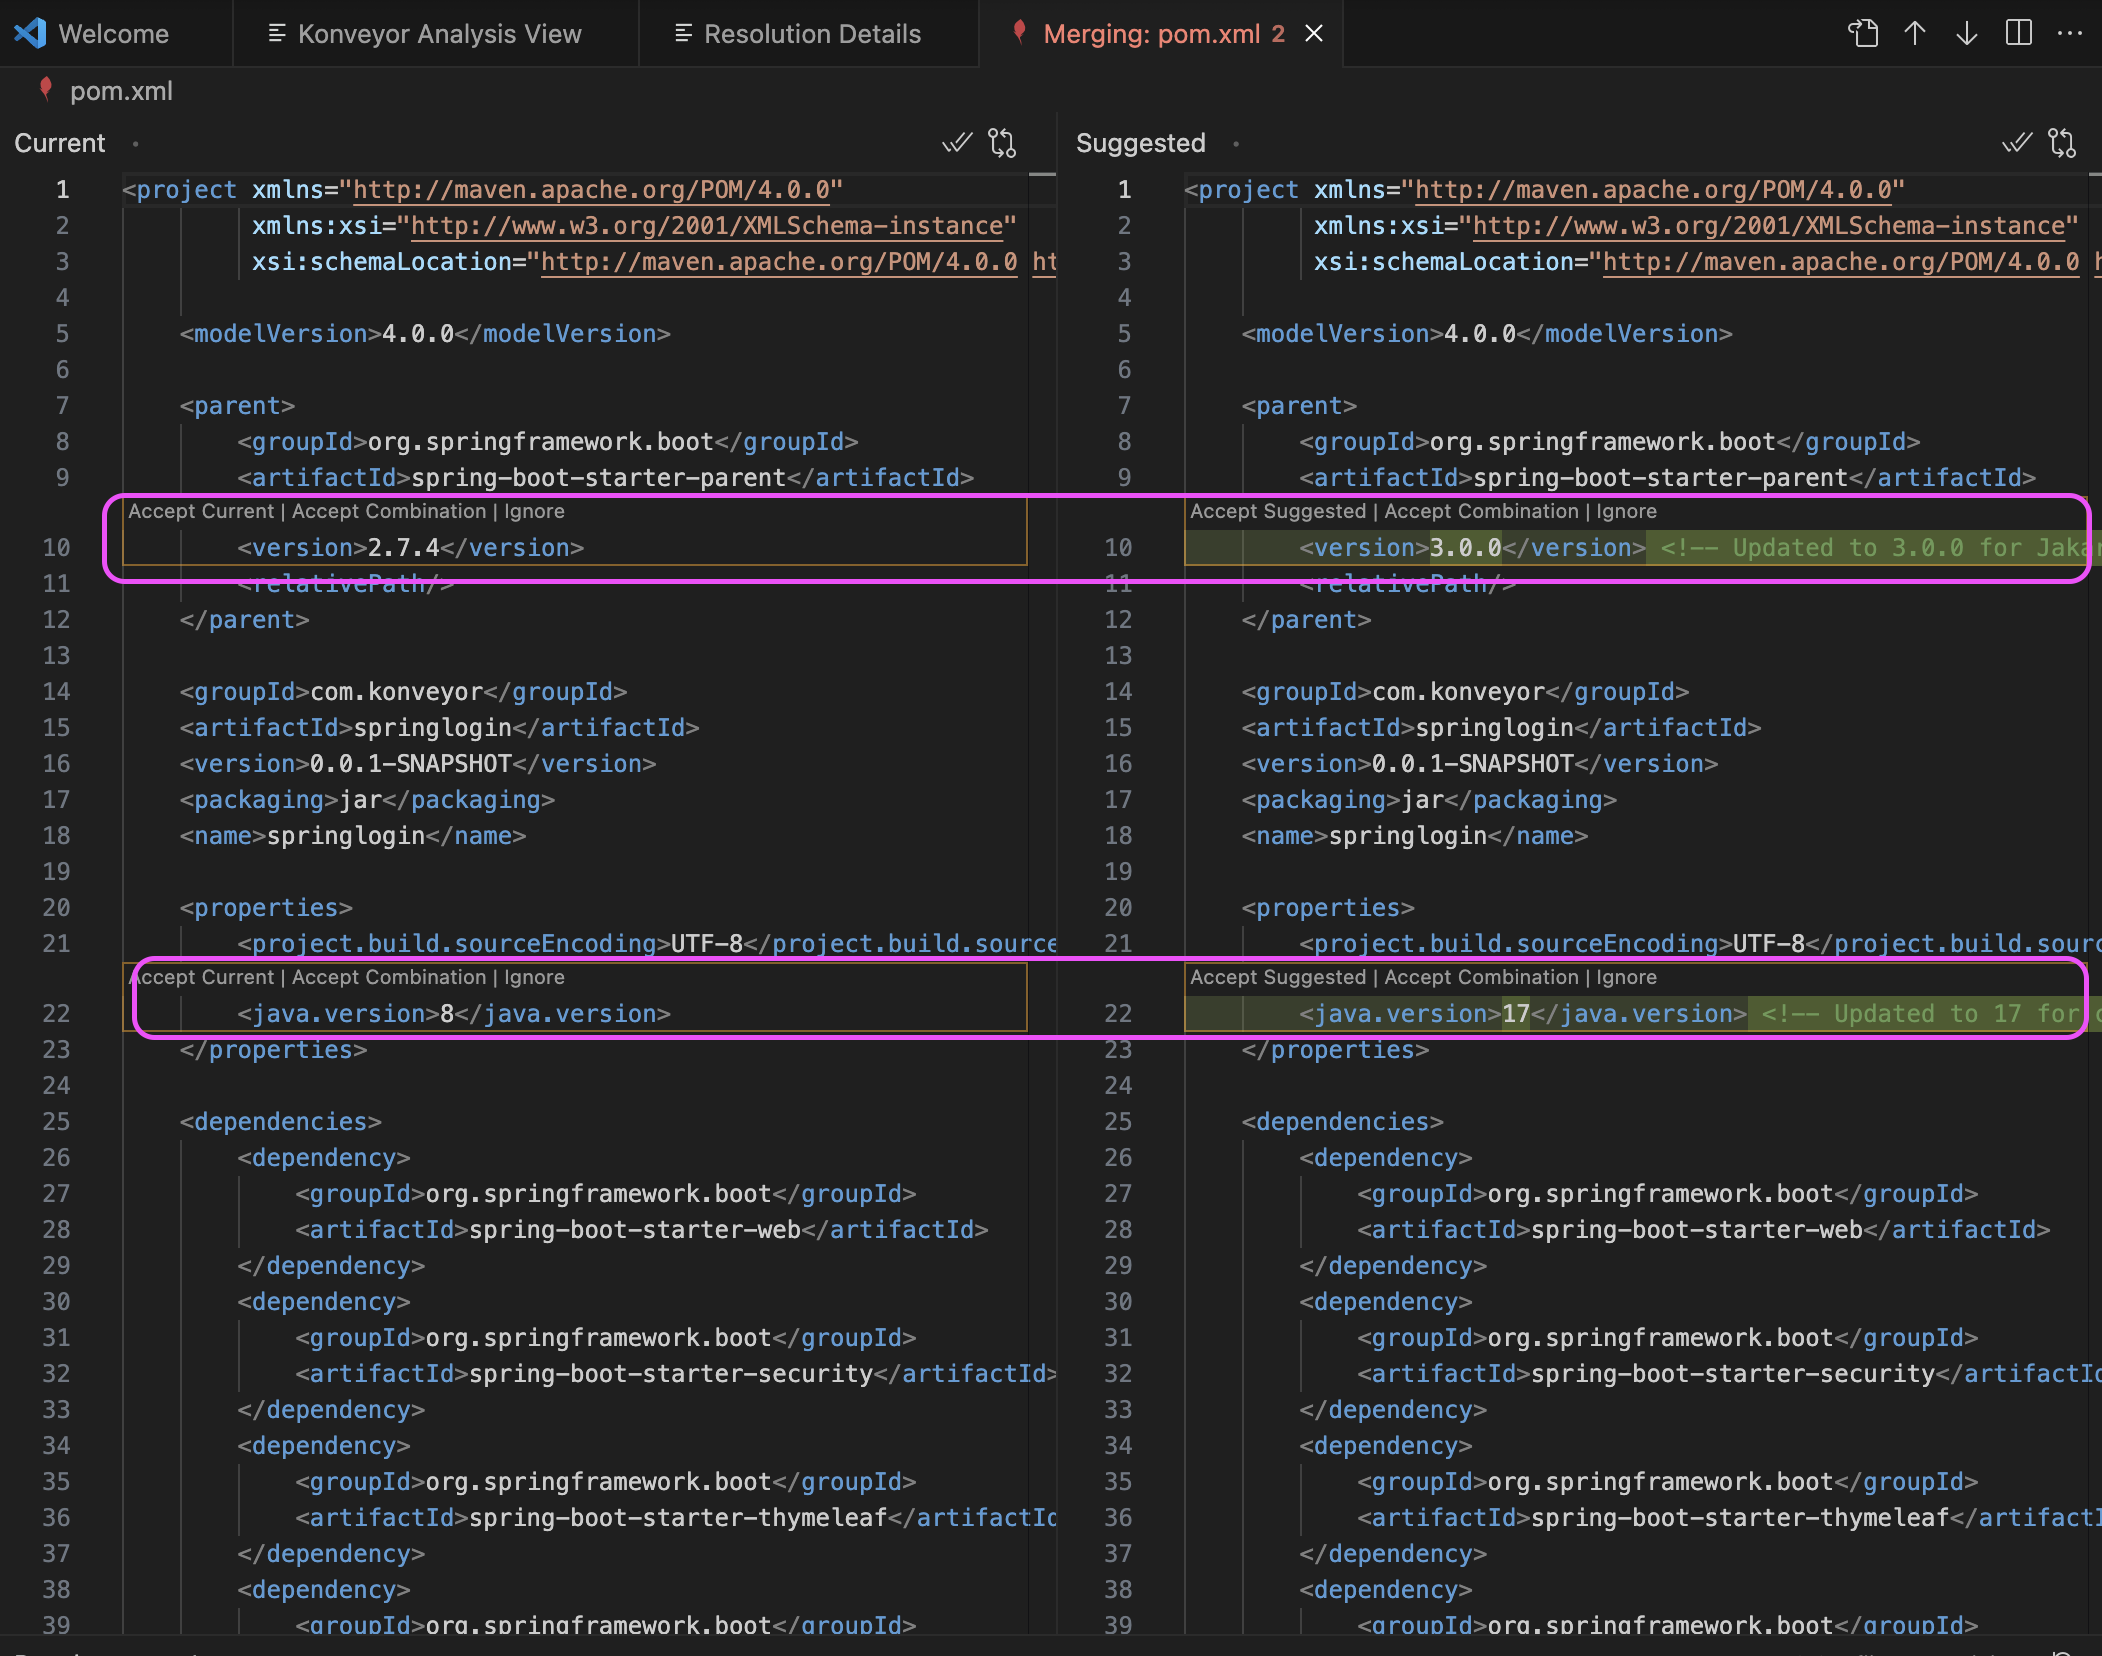 Welcome
Konveyor Analysis View
Resolution Details
Merging: pom.xml 2
pom.xml
Current
1 <project xmlns="http://maven.apache.org/POM/4.0.0"
2 xmlns:xsi="http://www.w3.org/2001/XMLSchema-instance"
3 xsi:schemaLocation="http://maven.apache.org/POM/4.0.0 ht
4
5 <modelVersion>4.0.0</modelVersion>
6
7 <parent>
8 <groupId>org.springframework.boot</groupId>
9 <artifactId>spring-boot-starter-parent</artifactId>
Accept Current | Accept Combination | Ignore
10 <version>2.7.4</version>
11 <relativePath/>
12 </parent>
13
14 <groupId>com.konveyor</groupId>
15 <artifactId>springlogin</artifactId>
16 <version>0.0.1-SNAPSHOT</version>
17 <packaging>jar</packaging>
18 <name>springlogin</name>
19
20 <properties>
21 <project.build.sourceEncoding>UTF-8</project.build.source
Accept Current | Accept Combination | Ignore
22 <java.version>8</java.version>
23 </properties>
24
25 <dependencies>
26 <dependency>
27 <groupId>org.springframework.boot</groupId>
28 <artifactId>spring-boot-starter-web</artifactId>
29 </dependency>
30 <dependency>
31 <groupId>org.springframework.boot</groupId>
32 <artifactId>spring-boot-starter-security</artifactId>
33 </dependency>
34 <dependency>
35 <groupId>org.springframework.boot</groupId>
36 <artifactId>spring-boot-starter-thymeleaf</artifactId
37 </dependency>
38 <dependency>
39 <groupId>org.springframework.boot</groupId>
Suggested
1 <project xmlns="http://maven.apache.org/POM/4.0.0"
2 xmlns:xsi="http://www.w3.org/2001/XMLSchema-instance"
3 xsi:schemaLocation="http://maven.apache.org/POM/4.0.0 h
4
5 <modelVersion>4.0.0</modelVersion>
6
7 <parent>
8 <groupId>org.springframework.boot</groupId>
9 <artifactId>spring-boot-starter-parent</artifactId>
Accept Suggested | Accept Combination | Ignore
10 <version>3.0.0</version> <!-- Updated to 3.0.0 for Jakar
11 <relativePath/>
12 </parent>
13
14 <groupId>com.konveyor</groupId>
15 <artifactId>springlogin</artifactId>
16 <version>0.0.1-SNAPSHOT</version>
17 <packaging>jar</packaging>
18 <name>springlogin</name>
19
20 <properties>
21 <project.build.sourceEncoding>UTF-8</project.build.sourc
Accept Suggested | Accept Combination | Ignore
22 <java.version>17</java.version> <!-- Updated to 17 for
23 </properties>
24
25 <dependencies>
26 <dependency>
27 <groupId>org.springframework.boot</groupId>
28 <artifactId>spring-boot-starter-web</artifactId>
29 </dependency>
30 <dependency>
31 <groupId>org.springframework.boot</groupId>
32 <artifactId>spring-boot-starter-security</artifactId
33 </dependency>
34 <dependency>
35 <groupId>org.springframework.boot</groupId>
36 <artifactId>spring-boot-starter-thymeleaf</artifactI
37 </dependency>
38 <dependency>
39 <groupId>org.springframework.boot</groupId>